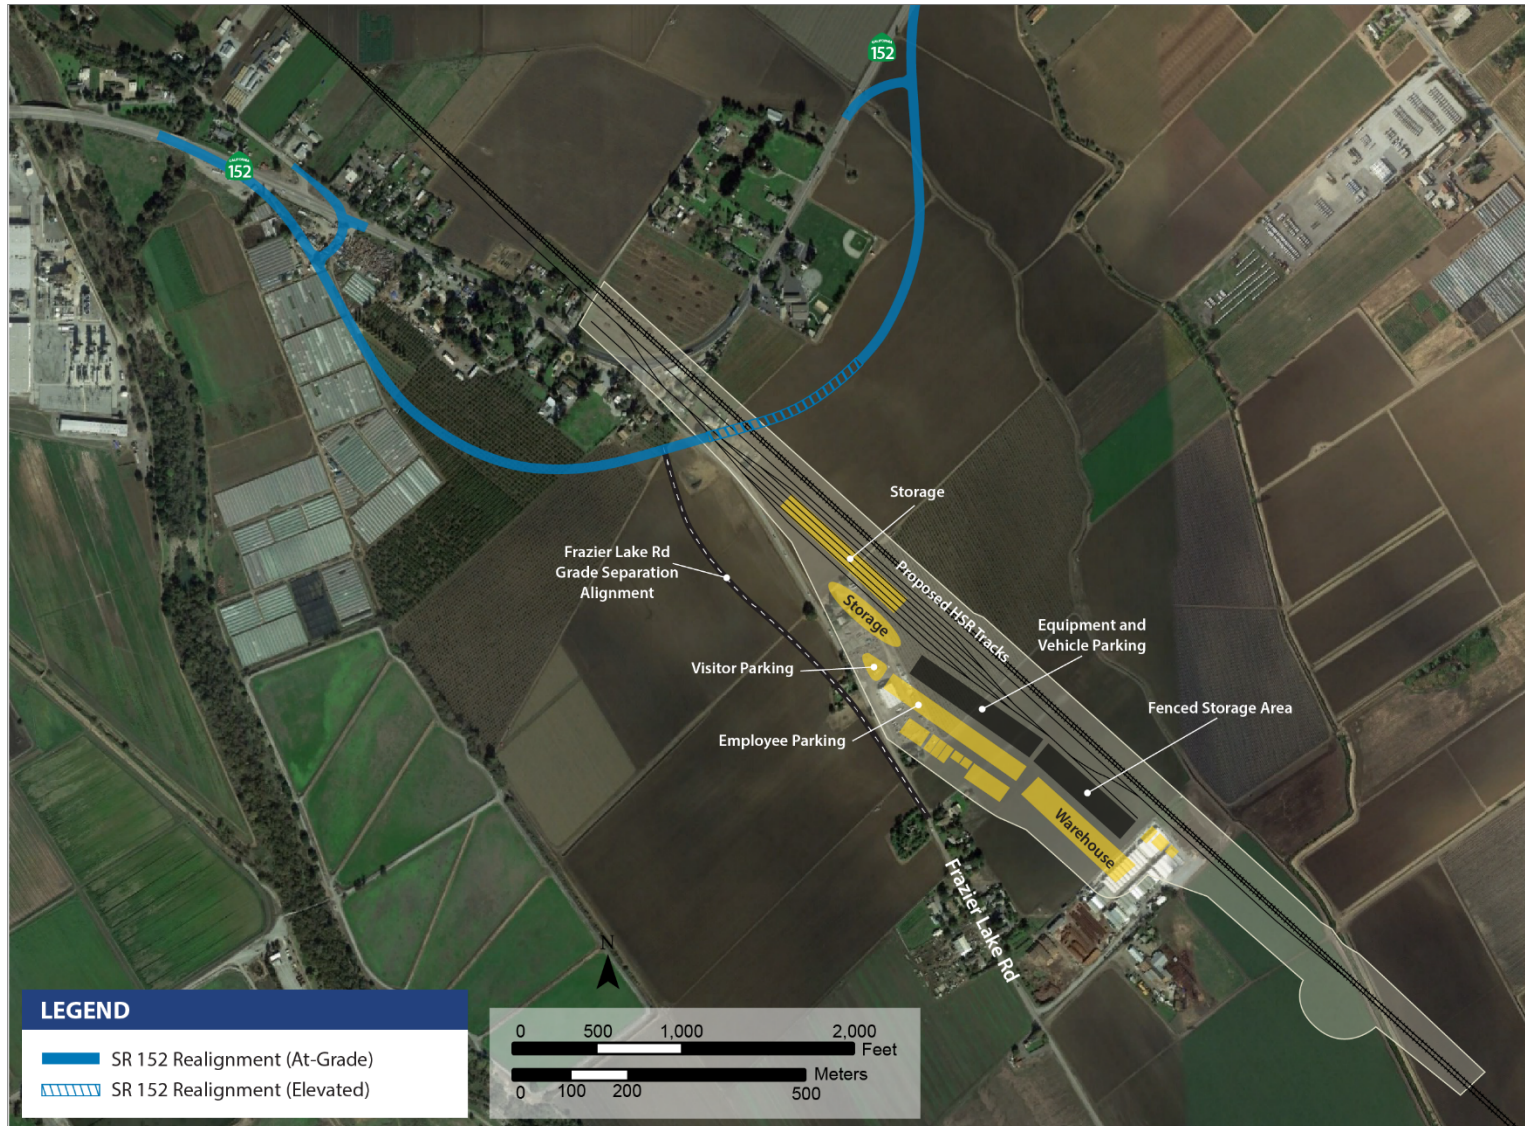 CALIFORNIA
152
CALIFORNIA
152
Storage
Frazier Lake Rd
Grade Separation
Alignment
Proposed HSR Tracks
Storage
Equipment and
Vehicle Parking
Visitor Parking
Fenced Storage Area
Employee Parking
Warehouse
Frazier Lake Rd
N
LEGEND
SR 152 Realignment (At-Grade)
SR 152 Realignment (Elevated)
0 500 1,000 2,000
Feet
Meters
0 100 200 500